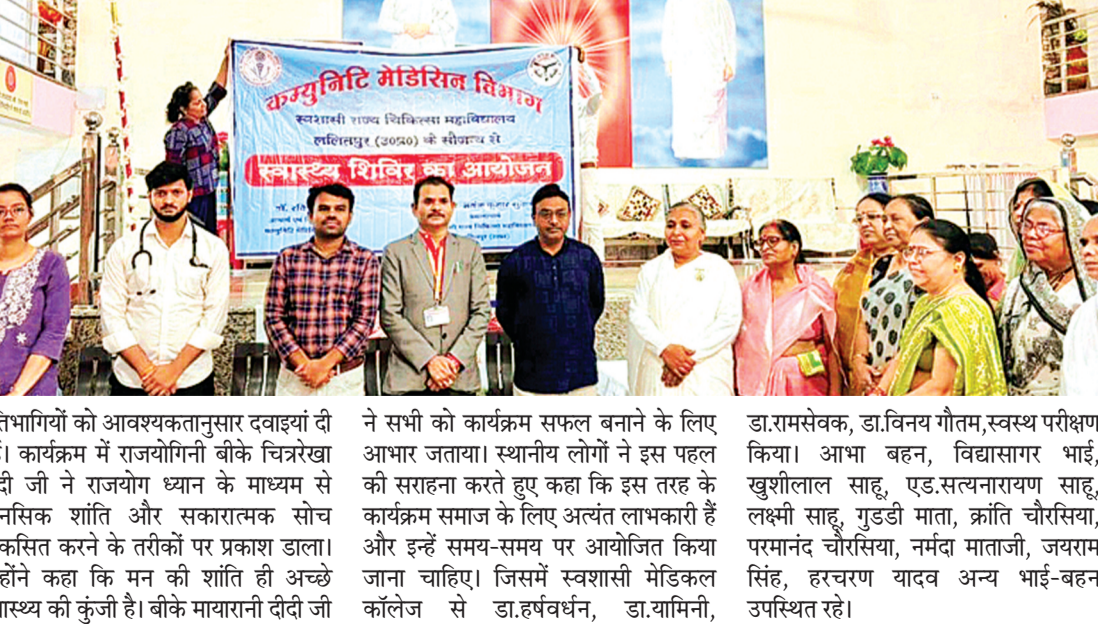 कम्युनिटि मेडिसिन विभाग
स्वशासी राज्य चिकित्सा महाविद्यालय
ललितपुर (उ०प्र०) के सौजन्य से
स्वास्थ्य शिविर का आयोजन
तिभागियों को आवश्यकतानुसार दवाइयां दी
ई। कार्यक्रम में राजयोगिनी बीके चित्ररेखा
दी जी ने राजयोग ध्यान के माध्यम से
नसिक शांति और सकारात्मक सोच
कसित करने के तरीकों पर प्रकाश डाला।
न्होंने कहा कि मन की शांति ही अच्छे
वास्थ्य की कुंजी है। बीके मायारानी दीदी जी
ने सभी को कार्यक्रम सफल बनाने के लिए
आभार जताया। स्थानीय लोगों ने इस पहल
की सराहना करते हुए कहा कि इस तरह के
कार्यक्रम समाज के लिए अत्यंत लाभकारी हैं
और इन्हें समय-समय पर आयोजित किया
जाना चाहिए। जिसमें स्वशासी मेडिकल
कॉलेज से डा.हर्षवर्धन, डा.यामिनी,
डा.रामसेवक, डा.विनय गौतम,स्वस्थ परीक्षण
किया। आभा बहन, विद्यासागर भाई,
खुशीलाल साहू, एड.सत्यनारायण साहू,
लक्ष्मी साहू, गुडडी माता, क्रांति चौरसिया,
परमानंद चौरसिया, नर्मदा माताजी, जयराम
सिंह, हरचरण यादव अन्य भाई-बहन
उपस्थित रहे।